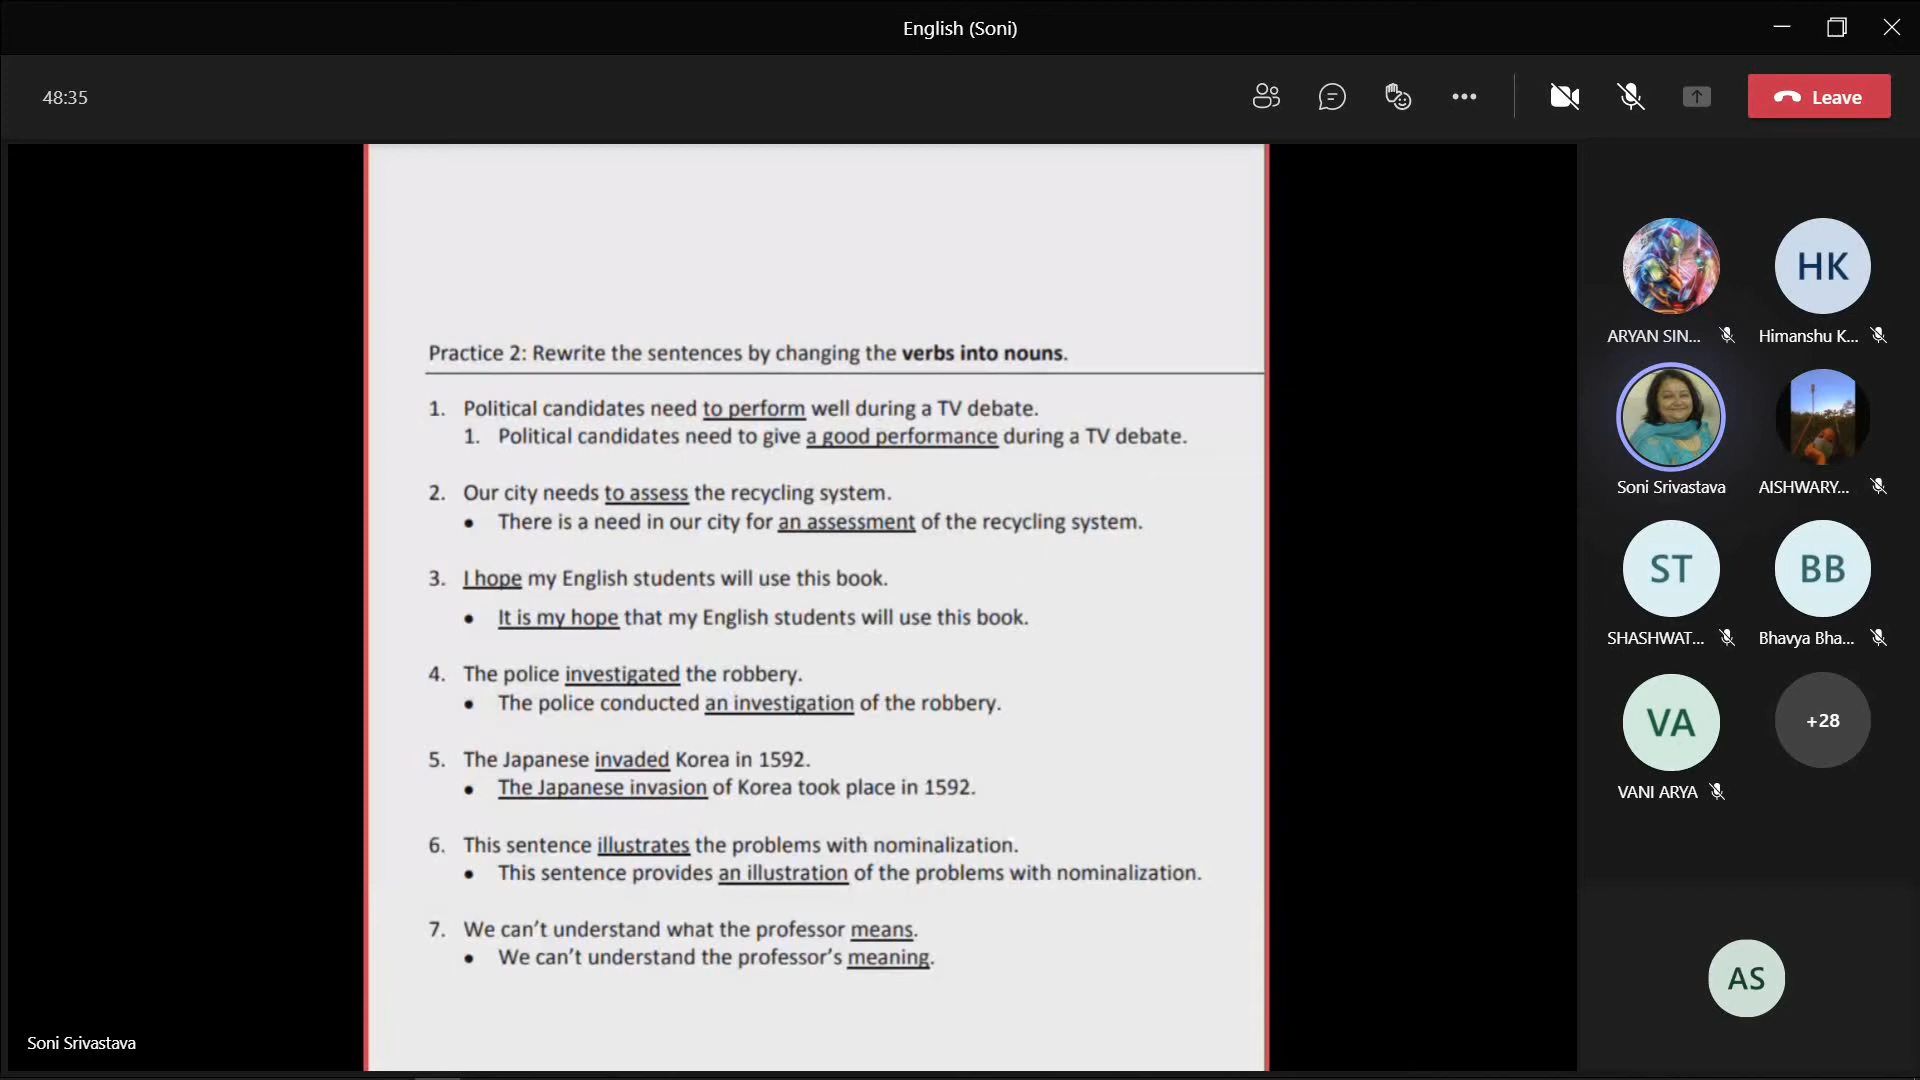 English (Soni)
48:35
Leave
Practice 2: Rewrite the sentences by changing the verbs into nouns.
1. Political candidates need to perform well during a TV debate.
1. Political candidates need to give a good performance during a TV debate.
2. Our city needs to assess the recycling system.
• There is a need in our city for an assessment of the recycling system.
3. I hope my English students will use this book.
• It is my hope that my English students will use this book.
4. The police investigated the robbery.
• The police conducted an investigation of the robbery.
5. The Japanese invaded Korea in 1592.
• The Japanese invasion of Korea took place in 1592.
6. This sentence illustrates the problems with nominalization.
• This sentence provides an illustration of the problems with nominalization.
7. We can’t understand what the professor means.
• We can’t understand the professor’s meaning.
Soni Srivastava
HK
ARYAN SIN...
Himanshu K...
Soni Srivastava
AISHWARY...
ST
BB
SHASHWAT...
Bhavya Bha...
VA
+28
VANI ARYA
AS